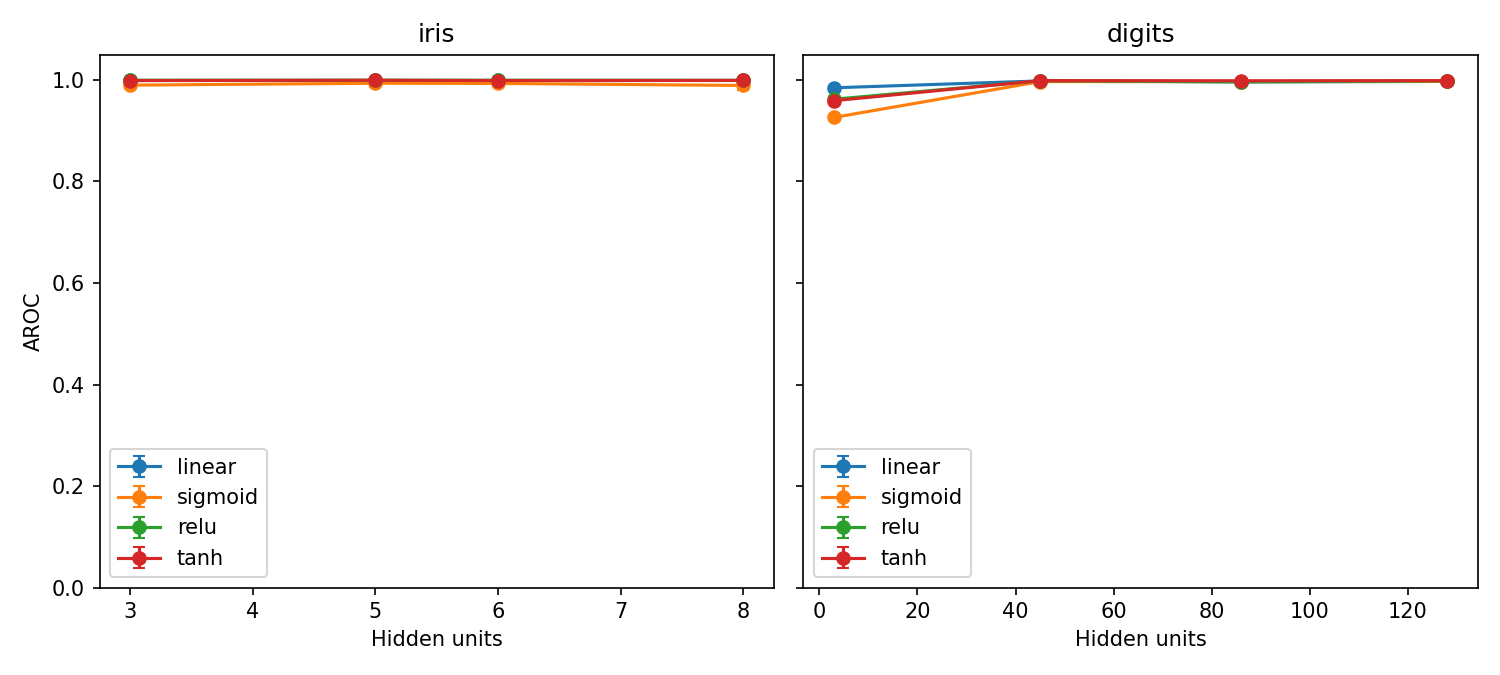 iris
1.0
0.8
0.6
0.4
0.2
0.0
AROC
linear
sigmoid
relu
tanh
3 4 5 6 7 8
Hidden units
digits
linear
sigmoid
relu
tanh
0 20 40 60 80 100 120
Hidden units